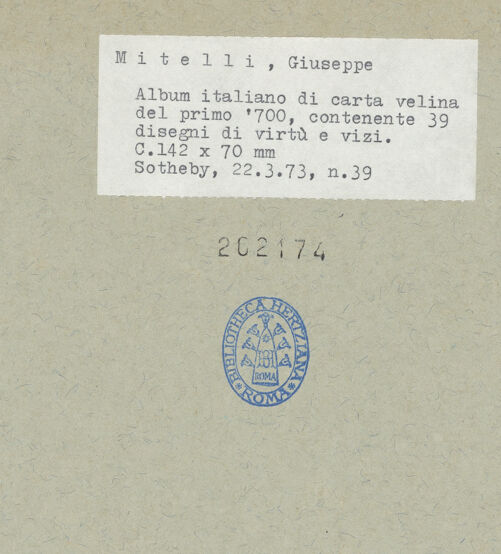 Mitelli, Giuseppe
Album italiano di carta velina
del primo '700, contenente 39
disegni di virtù e vizi.
C.142 x 70 mm
Sotheby, 22.3.73, n.39
202174
BIBLIOTHECA HERTZIANA
ROMA
* ROMA *